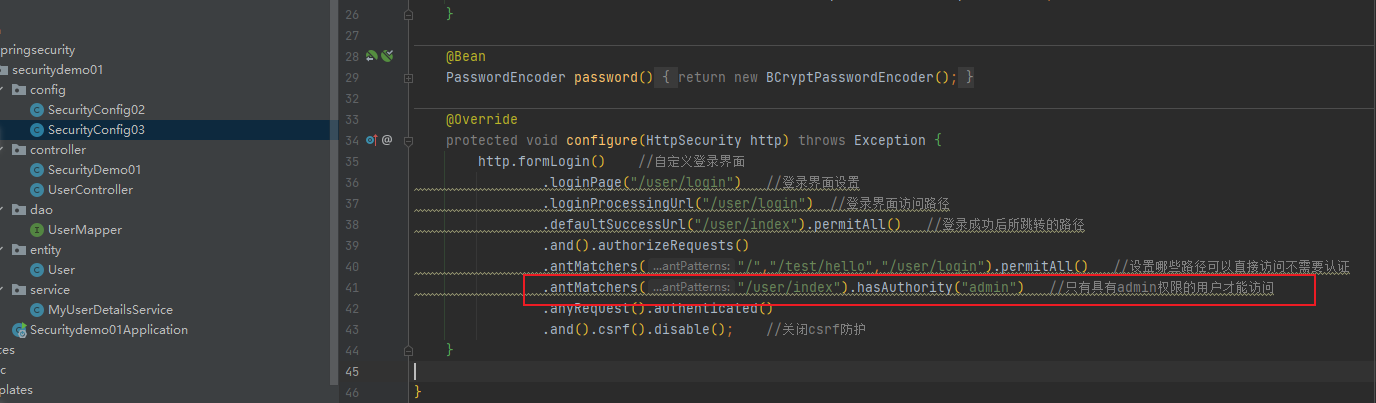 pringsecurity
securitydemo01
config
SecurityConfig02
SecurityConfig03
controller
SecurityDemo01
UserController
dao
UserMapper
entity
User
service
MyUserDetailsService
Securitydemo01Application
ces
c
plates
26 }
27
28 @Bean
29 PasswordEncoder password() { return new BCryptPasswordEncoder(); }
32
33 @Override
34 @ protected void configure(HttpSecurity http) throws Exception {
35 http.formLogin() //自定义登录界面
36 .loginPage("/user/login") //登录界面设置
37 .loginProcessingUrl("/user/login") //登录界面访问路径
38 .defaultSuccessUrl("/user/index").permitAll() //登录成功后所跳转的路径
39 .and().authorizeRequests()
40 .antMatchers( ...antPatterns: "/","/test/hello","/user/login").permitAll() //设置哪些路径可以直接访问不需要认证
41 .antMatchers( ...antPatterns: "/user/index").hasAuthority("admin") //只有具有admin权限的用户才能访问
42 .anyRequest().authenticated()
43 .and().csrf().disable(); //关闭csrf防护
44 }
45
46 }